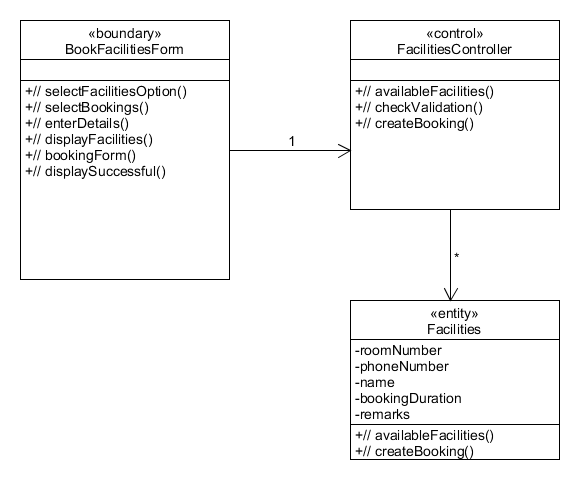 «boundary»
BookFacilitiesForm
+// selectFacilitiesOption()
+// selectBookings()
+// enterDetails()
+// displayFacilities()
+// bookingForm()
+// displaySuccessful()
1
«control»
FacilitiesController
+// availableFacilities()
+// checkValidation()
+// createBooking()
*
«entity»
Facilities
-roomNumber
-phoneNumber
-name
-bookingDuration
-remarks
+// availableFacilities()
+// createBooking()